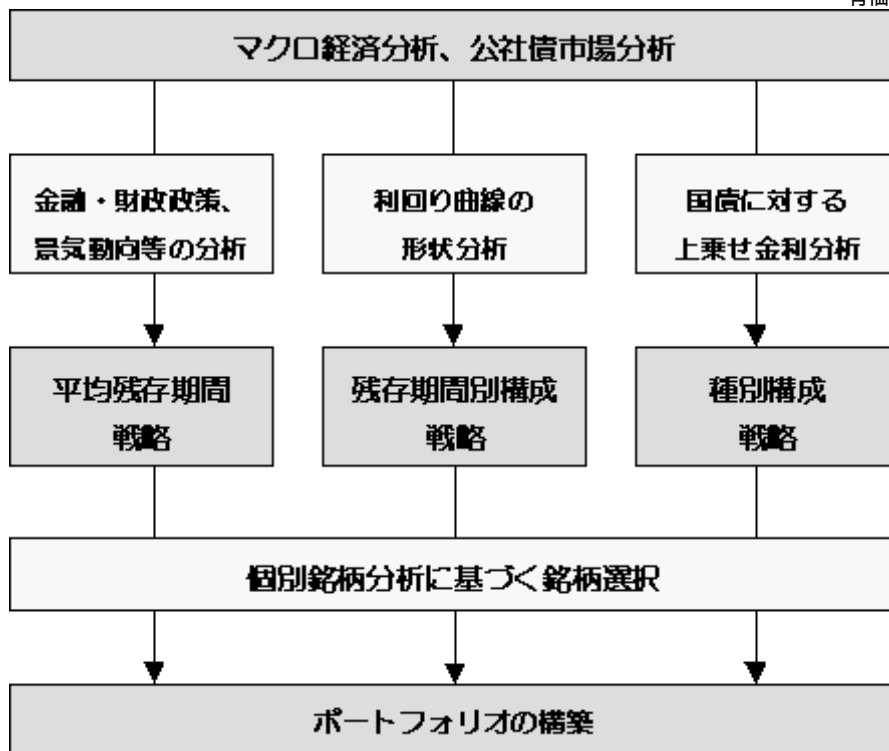 マクロ経済分析、公社債市場分析
金融・財政政策、
景気動向等の分析
利回り曲線の
形状分析
国債に対する
上乗せ金利分析
平均残存期間
戦略
残存期間別構成
戦略
種別構成
戦略
個別銘柄分析に基づく銘柄選択
ポートフォリオの構築